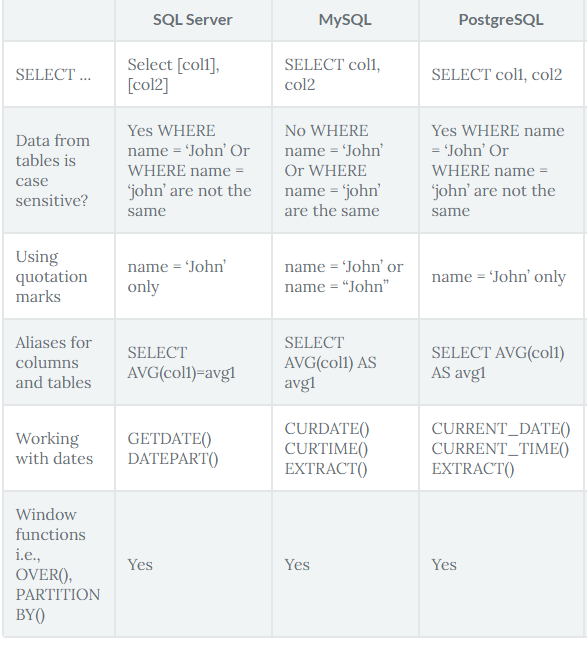 SQL Server MySQL PostgreSQL
SELECT ...
Select [col1],
[col2]
SELECT col1,
col2
SELECT col1, col2
Data from
tables is
case
sensitive?
Yes WHERE
name = ‘John’ Or
WHERE name =
‘john’ are not the
same
No WHERE
name = ‘John’
Or WHERE
name = ‘john’
are the same
Yes WHERE name
= ‘John’ Or
WHERE name =
‘john’ are not the
same
Using
quotation
marks
name = ‘John’
only
name = ‘John’ or
name = “John”
name = ‘John’ only
Aliases for
columns
and tables
SELECT
AVG(col1)=avg1
SELECT
AVG(col1) AS
avg1
SELECT AVG(col1)
AS avg1
Working
with dates
GETDATE()
DATEPART()
CURDATE()
CURTIME()
EXTRACT()
CURRENT_DATE()
CURRENT_TIME()
EXTRACT()
Window
functions
i.e.,
OVER(),
PARTITION
BY()
Yes
Yes
Yes